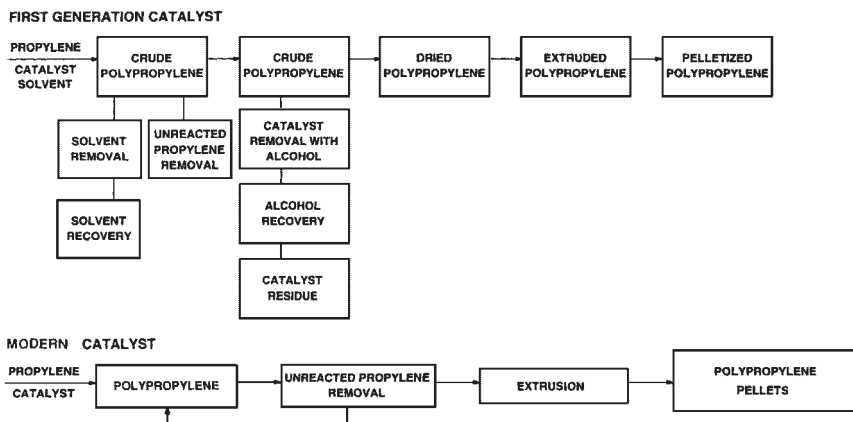 FIRST GENERATION CATALYST
PROPYLENE
CATALYST
SOLVENT
CRUDE
POLYPROPYLENE
CRUDE
POLYPROPYLENE
DRIED
POLYPROPYLENE
EXTRUDED
POLYPROPYLENE
PELLETIZED
POLYPROPYLENE
SOLVENT
REMOVAL
UNREACTED
PROPYLENE
REMOVAL
CATALYST
REMOVAL WITH
ALCOHOL
SOLVENT
RECOVERY
ALCOHOL
RECOVERY
CATALYST
RESIDUE
MODERN CATALYST
PROPYLENE
CATALYST
POLYPROPYLENE
UNREACTED PROPYLENE
REMOVAL
EXTRUSION
POLYPROPYLENE
PELLETS